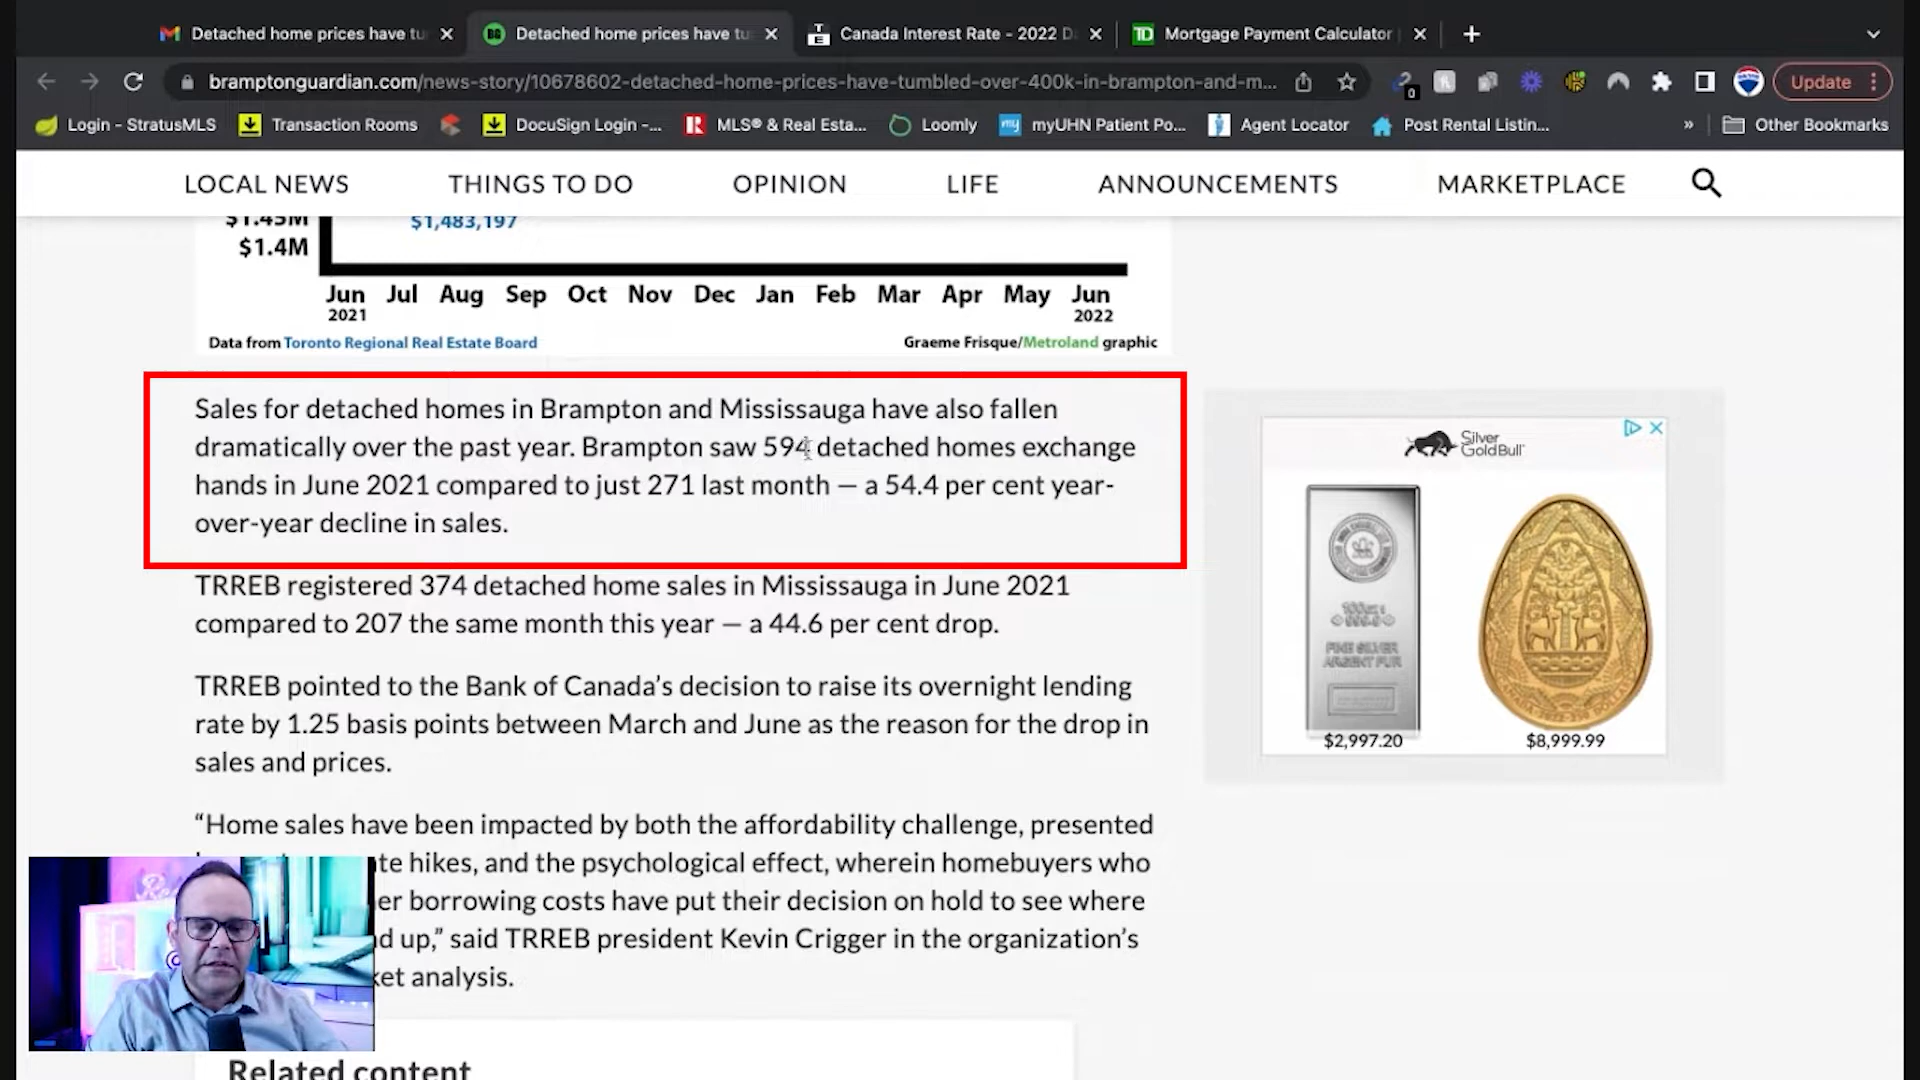 Detached home prices have tu
Detached home prices have tu
Canada Interest Rate - 2022 D
Mortgage Payment Calculator
Update
bramptonguardian.com/news-story/10678602-detached-home-prices-have-tumbled-over-400k-in-brampton-and-m...
0
Login - StratusMLS
Transaction Rooms
DocuSign Login -...
MLS® & Real Esta...
Loomly
my
myUHN Patient Po...
Agent Locator
Post Rental Listin...
»
Other Bookmarks
LOCAL NEWS
THINGS TO DO
OPINION
LIFE
ANNOUNCEMENTS
MARKETPLACE
$1.45M
$1,483,197
$1.4M
Jun Jul Aug Sep Oct Nov Dec Jan Feb Mar Apr May Jun
2021 2022
Data from Toronto Regional Real Estate Board
Graeme Frisque/Metroland graphic
Sales for detached homes in Brampton and Mississauga have also fallen
dramatically over the past year. Brampton saw 594 detached homes exchange
hands in June 2021 compared to just 271 last month — a 54.4 per cent year-
over-year decline in sales.
TRREB registered 374 detached home sales in Mississauga in June 2021
compared to 207 the same month this year — a 44.6 per cent drop.
TRREB pointed to the Bank of Canada’s decision to raise its overnight lending
rate by 1.25 basis points between March and June as the reason for the drop in
sales and prices.
“Home sales have been impacted by both the affordability challenge, presented
te hikes, and the psychological effect, wherein homebuyers who
er borrowing costs have put their decision on hold to see where
d up,” said TRREB president Kevin Crigger in the organization’s
ket analysis.
Related content
Silver
GoldBull
FINE SILVER
ARGENT PUR
$2,997.20
$8,999.99